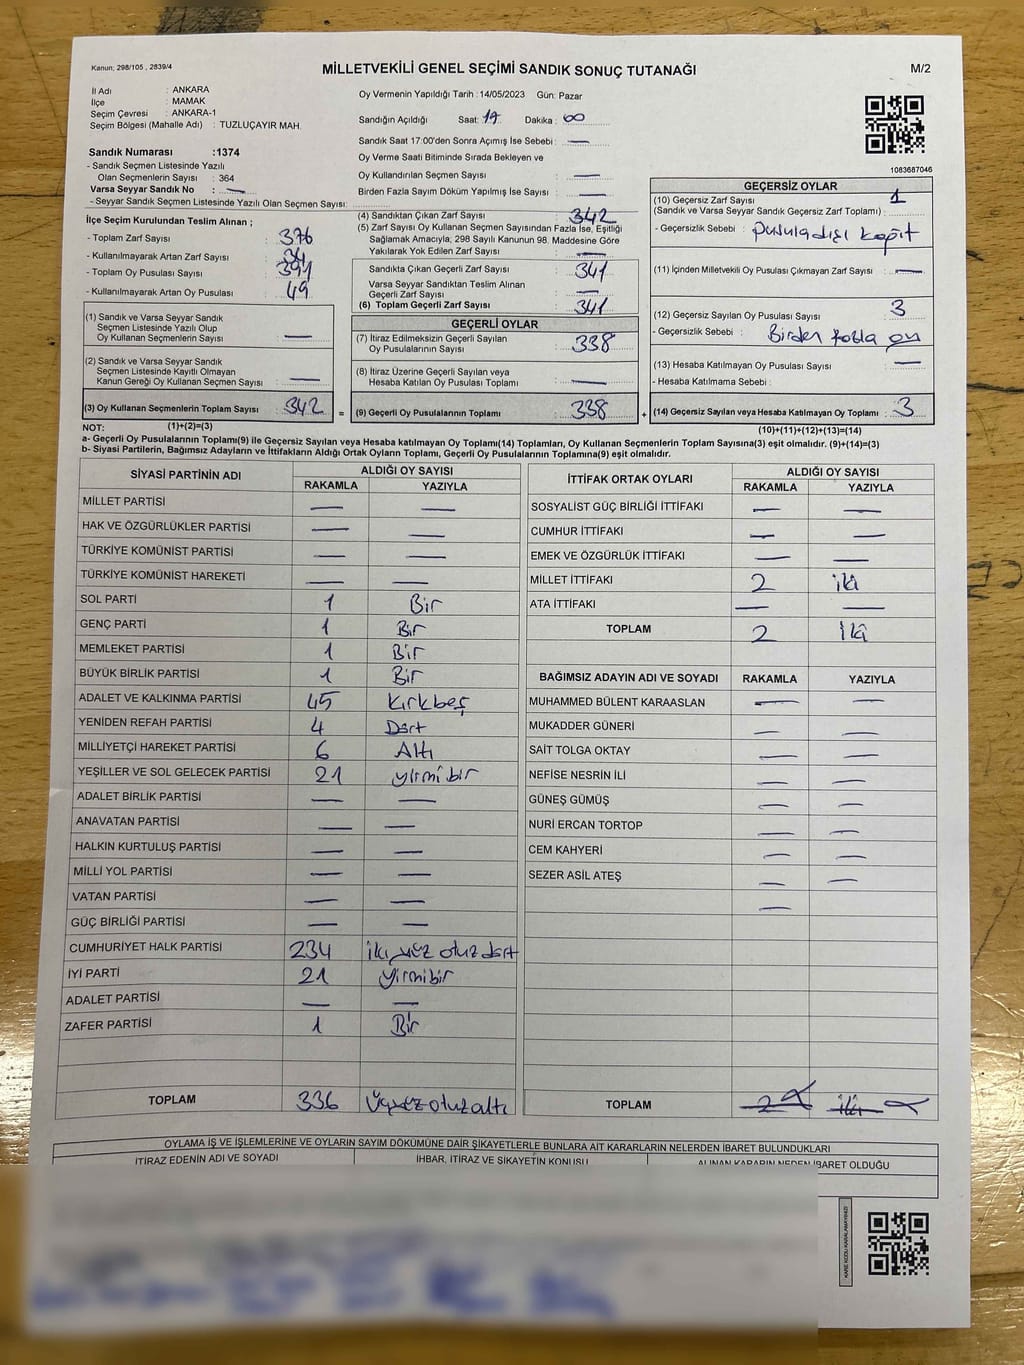 Kanun; 298/105 , 2839/4
MİLLETVEKİLİ GENEL SEÇİMİ SANDIK SONUÇ TUTANAĞI
M/2
İl Adı : ANKARA
İlçe : MAMAK
Seçim Çevresi : ANKARA-1
Seçim Bölgesi (Mahalle Adı) : TUZLUÇAYIR MAH.
Oy Vermenin Yapıldığı Tarih :14/05/2023 Gün: Pazar
Sandığın Açıldığı Saat: 17 Dakika : 00
Sandık Saat 17:00'den Sonra Açımış İse Sebebi : —
Oy Verme Saati Bitiminde Sırada Bekleyen ve
Oy Kullandırılan Seçmen Sayısı : —
Birden Fazla Sayım Döküm Yapılmış İse Sayısı : —
Sandık Numarası :1374
- Sandık Seçmen Listesinde Yazılı
Olan Seçmenlerin Sayısı : 364
Varsa Seyyar Sandık No : —
- Seyyar Sandık Seçmen Listesinde Yazılı Olan Seçmen Sayısı:
1083687046
İlçe Seçim Kurulundan Teslim Alınan ;
- Toplam Zarf Sayısı : 376
- Kullanılmayarak Artan Zarf Sayısı : 34
- Toplam Oy Pusulası Sayısı :
- Kullanılmayarak Artan Oy Pusulası : 49
(1) Sandık ve Varsa Seyyar Sandık
Seçmen Listesinde Yazılı Olup
Oy Kullanan Seçmenlerin Sayısı : —
(2) Sandık ve Varsa Seyyar Sandık
Seçmen Listesinde Kayıtlı Olmayan
Kanun Gereği Oy Kullanan Seçmen Sayısı : —
(3) Oy Kullanan Seçmenlerin Toplam Sayısı : 342 =
(4) Sandıktan Çıkan Zarf Sayısı : 342
(5) Zarf Sayısı Oy Kullanan Seçmen Sayısından Fazla İse, Eşitliği
Sağlamak Amacıyla, 298 Sayılı Kanunun 98. Maddesine Göre
Yakılarak Yok Edilen Zarf Sayısı : —
Sandıkta Çıkan Geçerli Zarf Sayısı : 341
Varsa Seyyar Sandıktan Teslim Alınan
Geçerli Zarf Sayısı : —
(6) Toplam Geçerli Zarf Sayısı : 341
GEÇERLİ OYLAR
(7) İtiraz Edilmeksizin Geçerli Sayılan
Oy Pusulalarının Sayısı : 338
(8) İtiraz Üzerine Geçerli Sayılan veya
Hesaba Katılan Oy Pusulası Toplamı : —
(9) Geçerli Oy Pusulalarının Toplamı : 338 +
GEÇERSİZ OYLAR
(10) Geçersiz Zarf Sayısı 1
(Sandık ve Varsa Seyyar Sandık Geçersiz Zarf Toplamı) :
- Geçersizlik Sebebi : Pusuladışı kağıt
(11) İçinden Milletvekili Oy Pusulası Çıkmayan Zarf Sayısı : —
(12) Geçersiz Sayılan Oy Pusulası Sayısı : 3
- Geçersizlik Sebebi : Birden fazla oy
(13) Hesaba Katılmayan Oy Pusulası Sayısı : —
- Hesaba Katılmama Sebebi :
(14) Geçersiz Sayılan veya Hesaba Katılmayan Oy Toplamı : 3
NOT: (1)+(2)=(3)
(10)+(11)+(12)+(13)=(14)
a- Geçerli Oy Pusulalarının Toplamı(9) ile Geçersiz Sayılan veya Hesaba katılmayan Oy Toplamı(14) Toplamları, Oy Kullanan Seçmenlerin Toplam Sayısına(3) eşit olmalıdır. (9)+(14)=(3)
b- Siyasi Partilerin, Bağımsız Adayların ve İttifakların Aldığı Ortak Oyların Toplamı, Geçerli Oy Pusulalarının Toplamına(9) eşit olmalıdır.
SİYASİ PARTİNİN ADI ALDIĞI OY SAYISI
RAKAMLA YAZIYLA
MİLLET PARTİSI — —
HAK VE ÖZGÜRLÜKLER PARTİSİ — —
TÜRKİYE KOMÜNİST PARTİSİ — —
TÜRKİYE KOMÜNİST HAREKETİ — —
SOL PARTİ 1 Bir
GENÇ PARTİ 1 Bir
MEMLEKET PARTİSİ 1 Bir
BÜYÜK BİRLİK PARTİSİ 1 Bir
ADALET VE KALKINMA PARTİSİ 45 Kırkbeş
YENİDEN REFAH PARTİSİ 4 Dört
MİLLİYETÇİ HAREKET PARTİSİ 6 Altı
YEŞİLLER VE SOL GELECEK PARTİSİ 21 yirmibir
ADALET BİRLİK PARTİSİ — —
ANAVATAN PARTİSİ — —
HALKIN KURTULUŞ PARTİSİ — —
MİLLİ YOL PARTİSİ — —
VATAN PARTİSİ — —
GÜÇ BİRLİĞİ PARTİSİ — —
CUMHURİYET HALK PARTİSİ 234 ikiyüz otuz dört
İYİ PARTİ 21 yirmibir
ADALET PARTİSİ — —
ZAFER PARTİSİ 1 Bir
TOPLAM 336 Üçyüzotuzaltı
İTTİFAK ORTAK OYLARI ALDIĞI OY SAYISI
RAKAMLA YAZIYLA
SOSYALİST GÜÇ BİRLİĞİ İTTİFAKI — —
CUMHUR İTTİFAKI — —
EMEK VE ÖZGÜRLÜK İTTİFAKI — —
MİLLET İTTİFAKI 2 iki
ATA İTTİFAKI — —
TOPLAM 2 İki
BAĞIMSIZ ADAYIN ADI VE SOYADI RAKAMLA YAZIYLA
MUHAMMED BÜLENT KARAASLAN — —
MUKADDER GÜNERİ — —
SAİT TOLGA OKTAY — —
NEFİSE NESRİN İLİ — —
GÜNEŞ GÜMÜŞ — —
NURİ ERCAN TORTOP — —
CEM KAHYERİ — —
SEZER ASİL ATEŞ — —
—
TOPLAM 2 iki
OYLAMA İŞ VE İŞLEMLERİNE VE OYLARIN SAYIM DÖKÜMÜNE DAİR ŞİKAYETLERLE BUNLARA AİT KARARLARIN NELERDEN İBARET BULUNDUKLARI
İTİRAZ EDENİN ADI VE SOYADI İHBAR, İTİRAZ VE ŞİKAYETİN KONUSU ALINAN KARARIN NEDEN İBARET OLDUĞU
KARE KODU KARALAMAYINIZ!